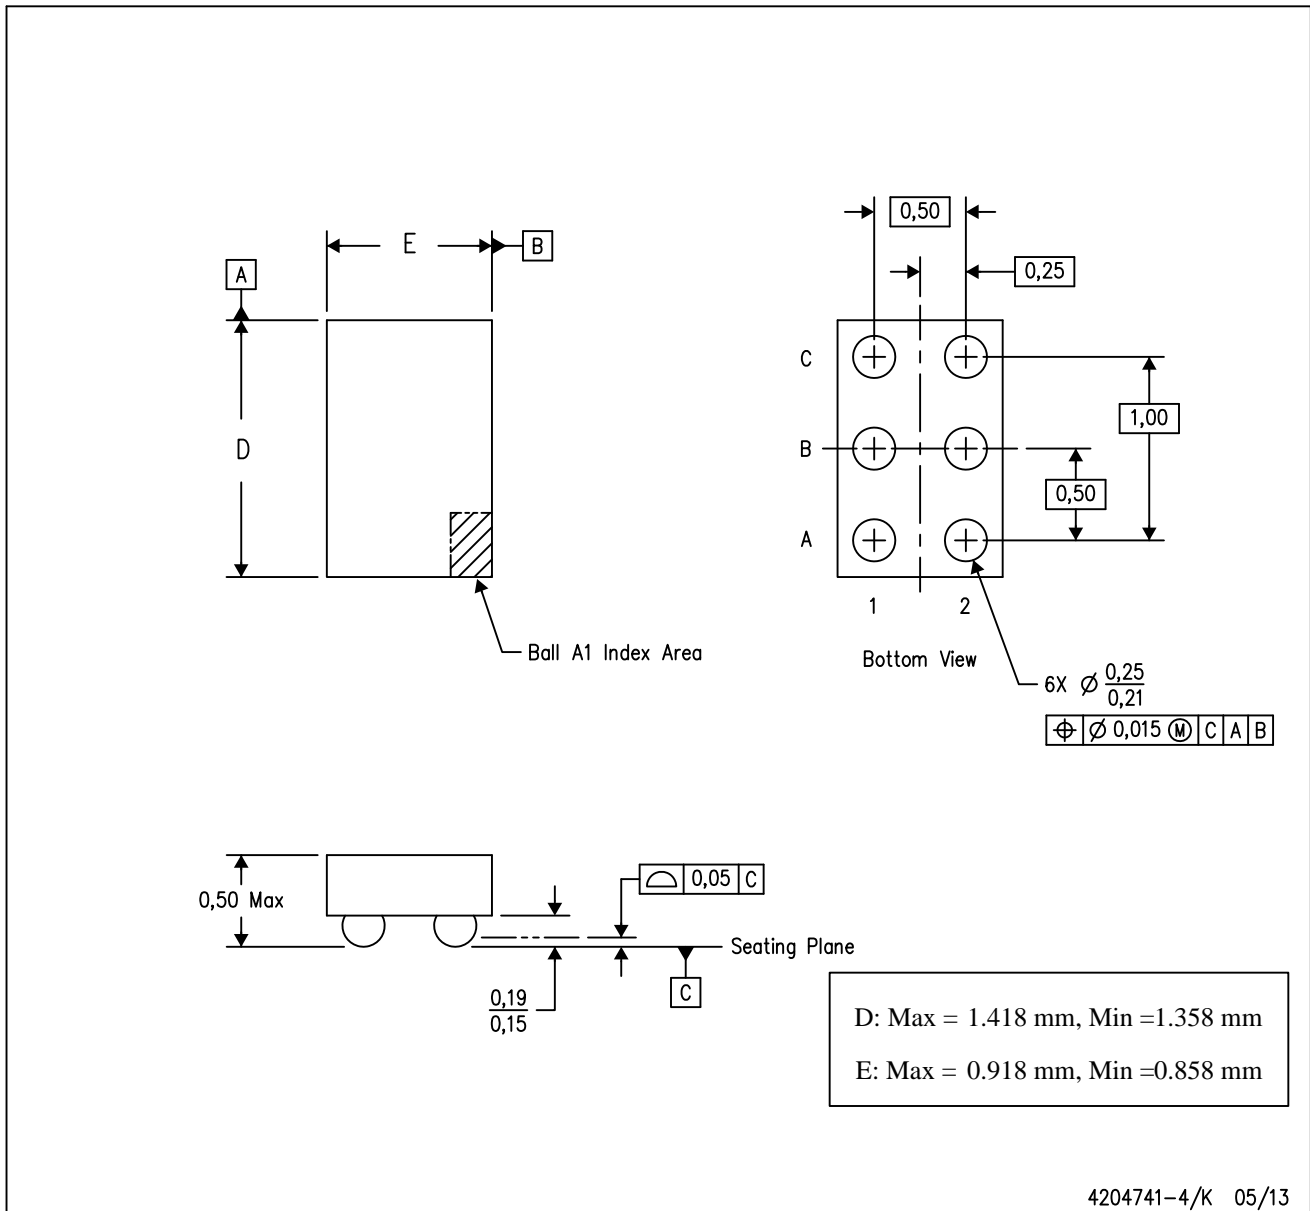 0,50
E
B
0,25
A
C
D
1,00
B
0,50
A
1 2
Ball A1 Index Area
Bottom View
6X Ø 0,25
0,21
⌖ Ø 0,015 Ⓜ C A B
0,05 C
0,50 Max
Seating Plane
C
0,19
0,15
D: Max = 1.418 mm, Min =1.358 mm
E: Max = 0.918 mm, Min =0.858 mm
4204741-4/K 05/13